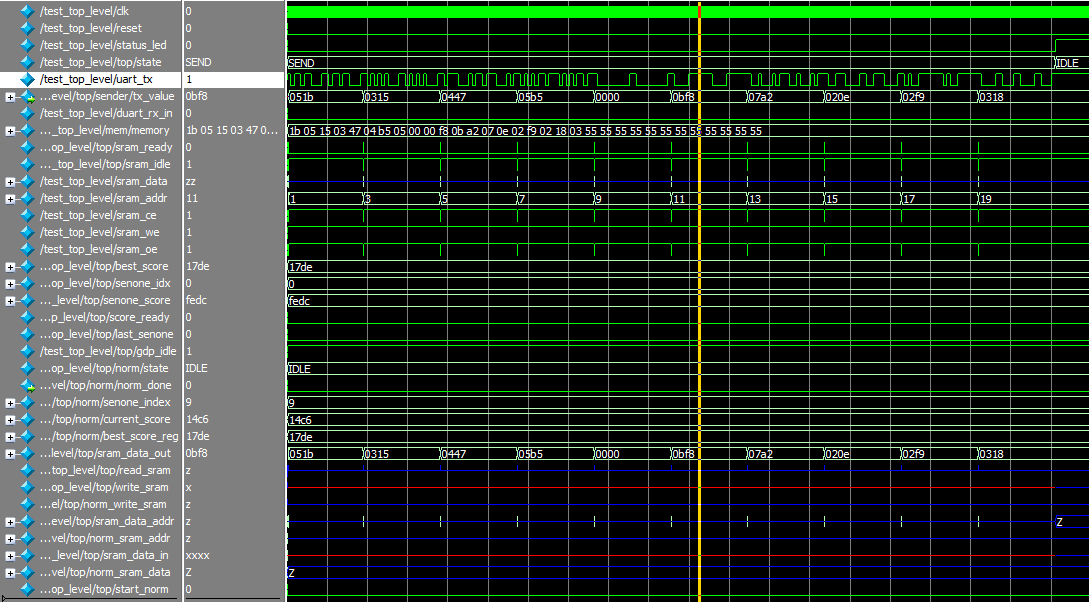 /test_top_level/clk 0
/test_top_level/reset 0
/test_top_level/status_led 0
/test_top_level/top/state SEND SEND IDLE
/test_top_level/uart_tx 1
...evel/top/sender/tx_value 0bf8 051b 0315 0447 05b5 0000 0bf8 07a2 020e 02f9 0318
/test_top_level/duart_rx_in 0
..._top_level/mem/memory 1b 05 15 03 47 0... 1b 05 15 03 47 04 b5 05 00 00 f8 0b a2 07 0e 02 f9 02 18 03 55 55 55 55 55 55 55 55 55 55 55 55
...op_level/top/sram_ready 0
..._top_level/top/sram_idle 1
/test_top_level/sram_data zz
/test_top_level/sram_addr 11 1 3 5 7 9 11 13 15 17 19
/test_top_level/sram_ce 1
/test_top_level/sram_we 1
/test_top_level/sram_oe 1
...op_level/top/best_score 17de 17de
...op_level/top/senone_idx 0 0
..._level/top/senone_score fedc fedc
...p_level/top/score_ready 0
...op_level/top/last_senone 0
/test_top_level/top/gdp_idle 1
...op_level/top/norm/state IDLE IDLE
...vel/top/norm/norm_done 0
.../top/norm/senone_index 9 9
.../top/norm/current_score 14c6 14c6
.../top/norm/best_score_reg 17de 17de
...level/top/sram_data_out 0bf8 051b 0315 0447 05b5 0000 0bf8 07a2 020e 02f9 0318
...top_level/top/read_sram z
...op_level/top/write_sram x
...el/top/norm_write_sram z
...evel/top/sram_data_addr z Z
...vel/top/norm_sram_addr z
..._level/top/sram_data_in xxxx
...vel/top/norm_sram_data Z Z
...op_level/top/start_norm 0